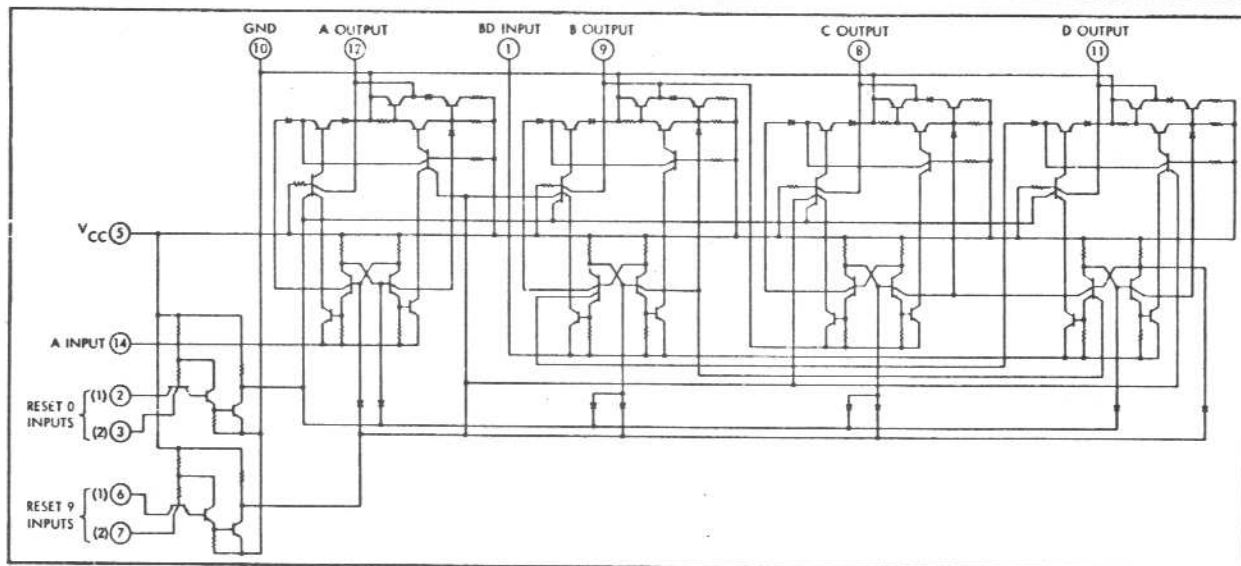 GND A OUTPUT BD INPUT B OUTPUT C OUTPUT D OUTPUT
10 12 1 9 8 11
VCC 5
A INPUT 14
RESET 0 INPUTS
(1) 2
(2) 3
RESET 9 INPUTS
(1) 6
(2) 7